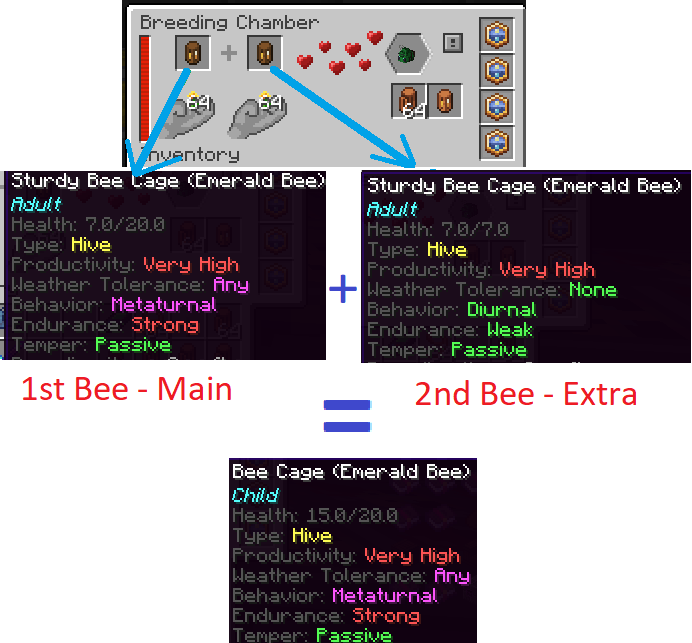 Breeding Chamber
+
64
64
64
Inventory
Sturdy Bee Cage (Emerald Bee)
Adult
Health: 7.0/20.0
Type: Hive
Productivity: Very High
Weather Tolerance: Any
Behavior: Metaturnal
Endurance: Strong
Temper: Passive
+
Sturdy Bee Cage (Emerald Bee)
Adult
Health: 7.0/7.0
Type: Hive
Productivity: Very High
Weather Tolerance: None
Behavior: Diurnal
Endurance: Weak
Temper: Passive
1st Bee - Main
2nd Bee - Extra
=
Bee Cage (Emerald Bee)
Child
Health: 15.0/20.0
Type: Hive
Productivity: Very High
Weather Tolerance: Any
Behavior: Metaturnal
Endurance: Strong
Temper: Passive